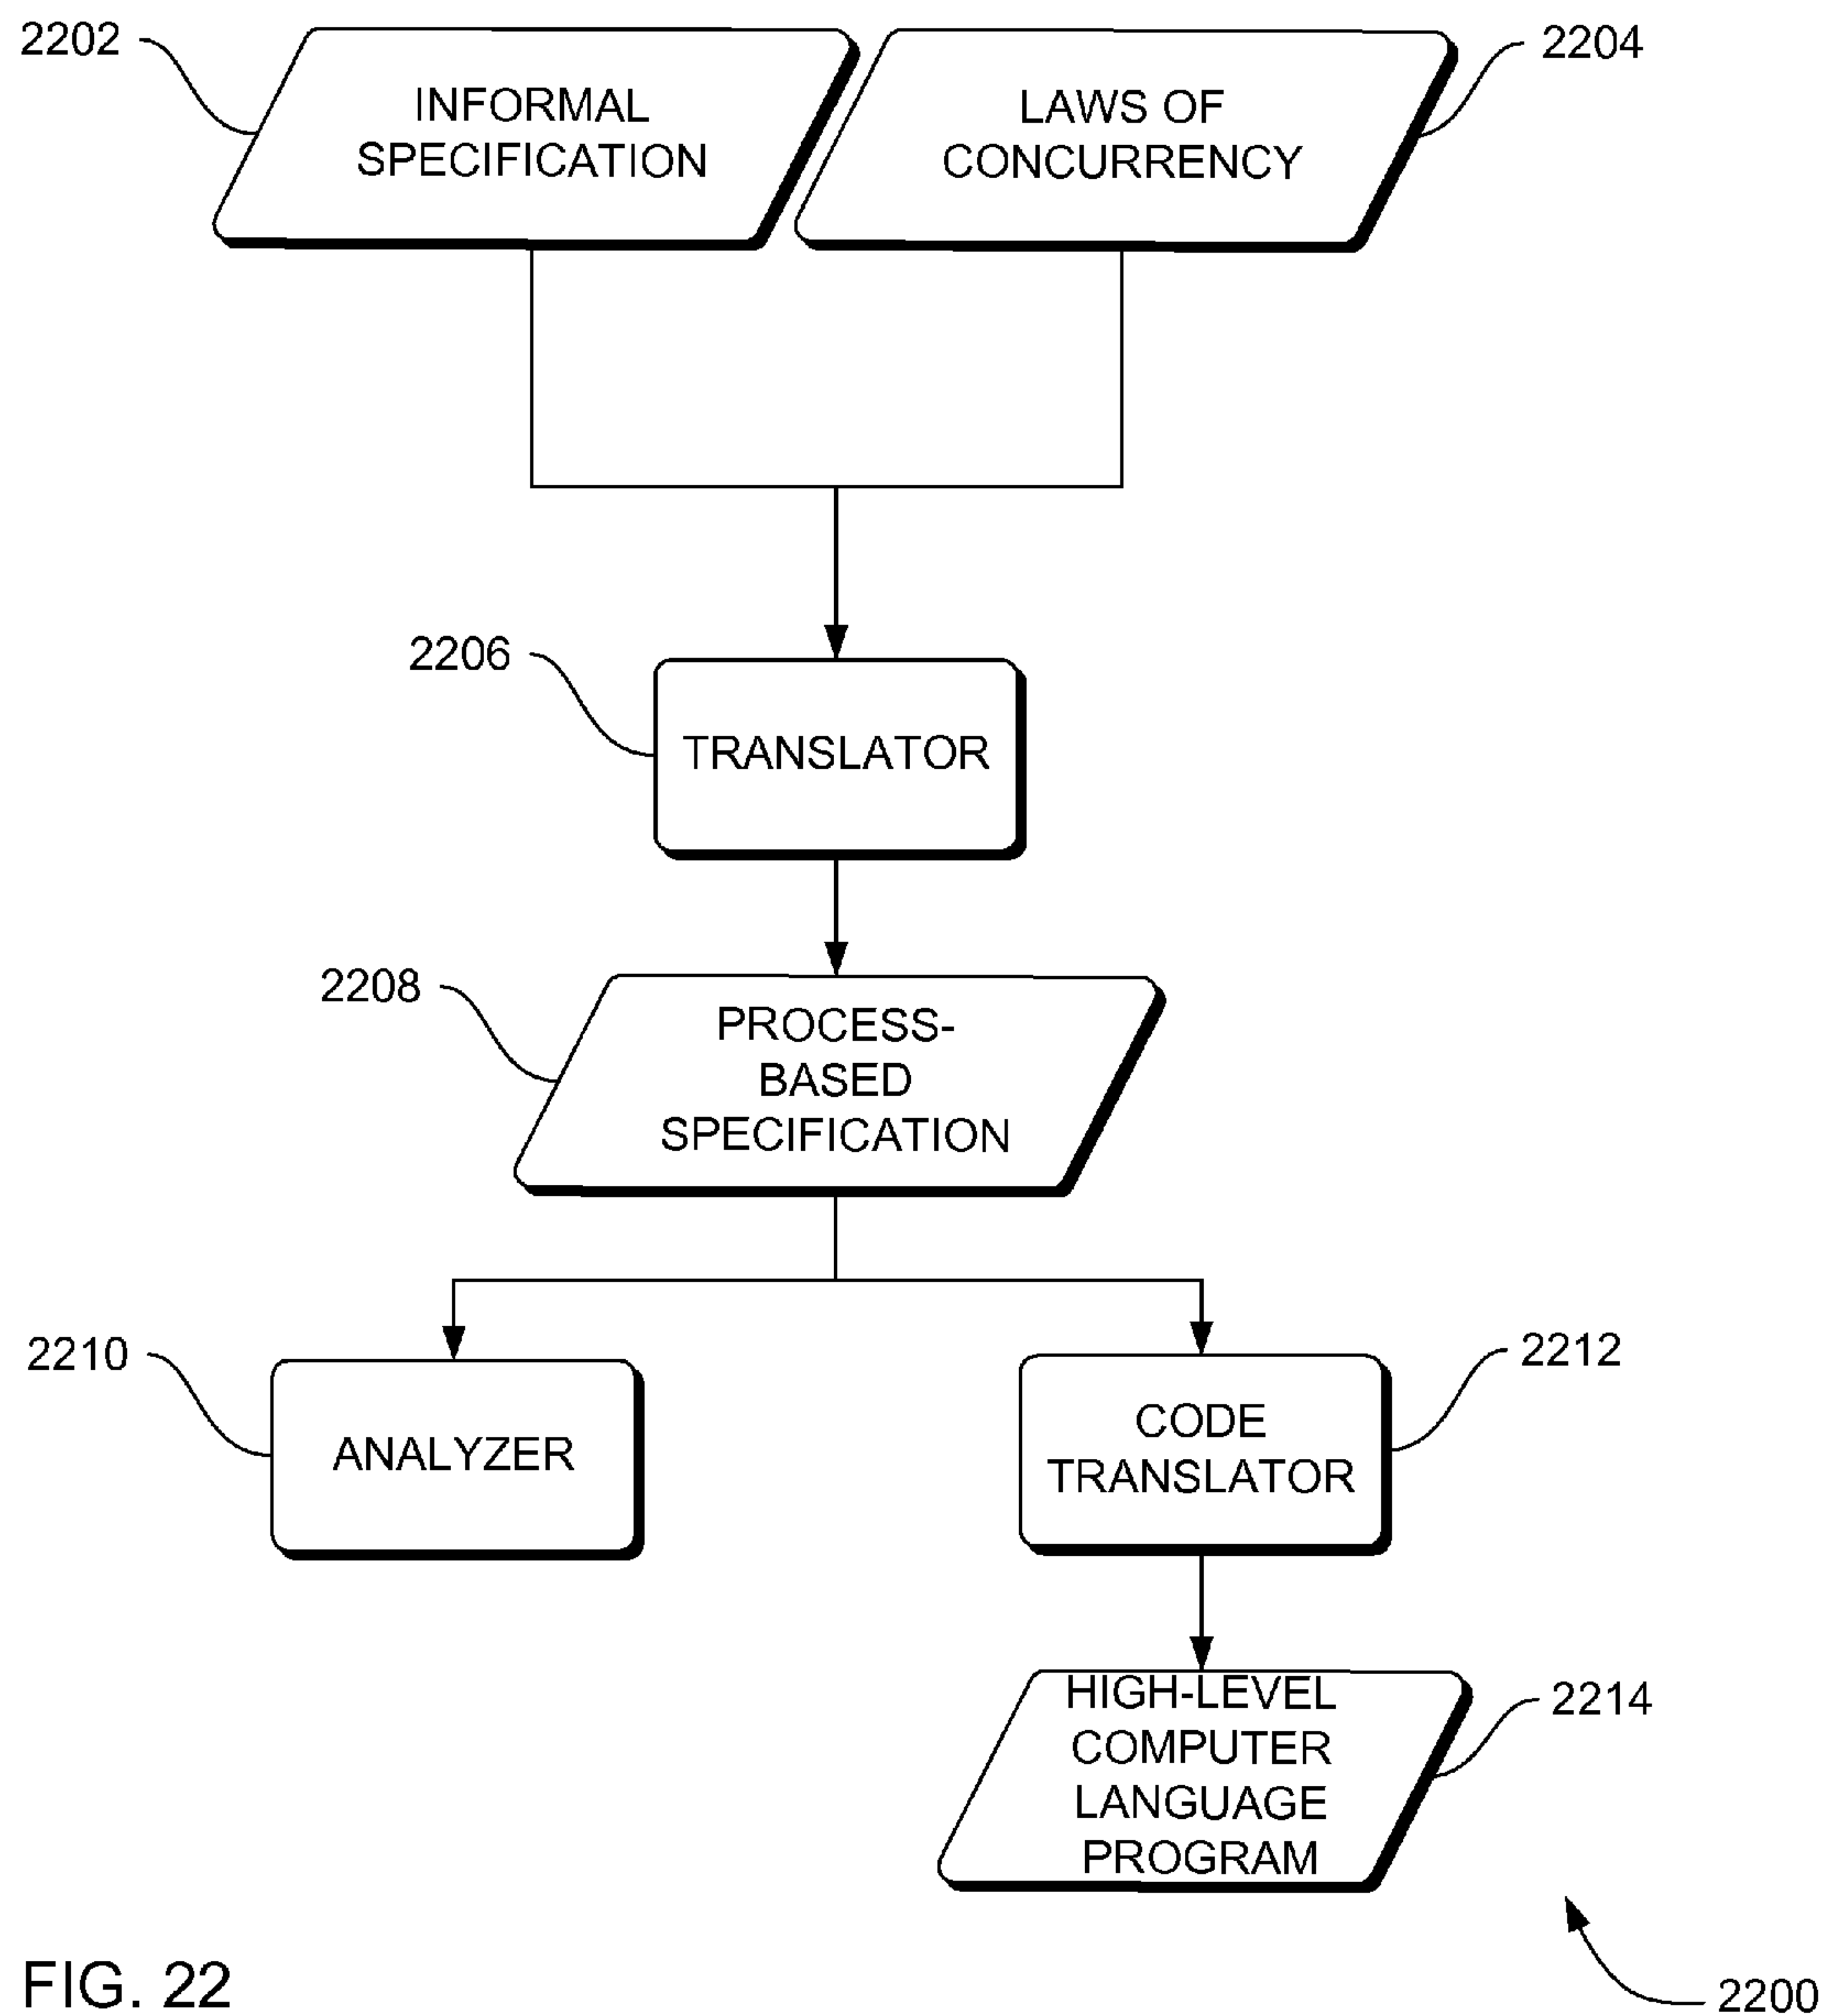 2202
INFORMAL
SPECIFICATION
LAWS OF
CONCURRENCY
2204
2206
TRANSLATOR
2208
PROCESS-
BASED
SPECIFICATION
2210
ANALYZER
CODE
TRANSLATOR
2212
HIGH-LEVEL
COMPUTER
LANGUAGE
PROGRAM
2214
FIG. 22
2200